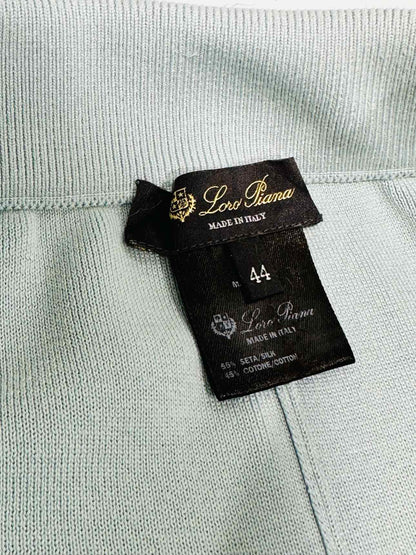 Loro Piana
MADE IN ITALY
M
44
Loro Piana
MADE IN ITALY
55% SETA/SILK
45% COTONE/COTTON